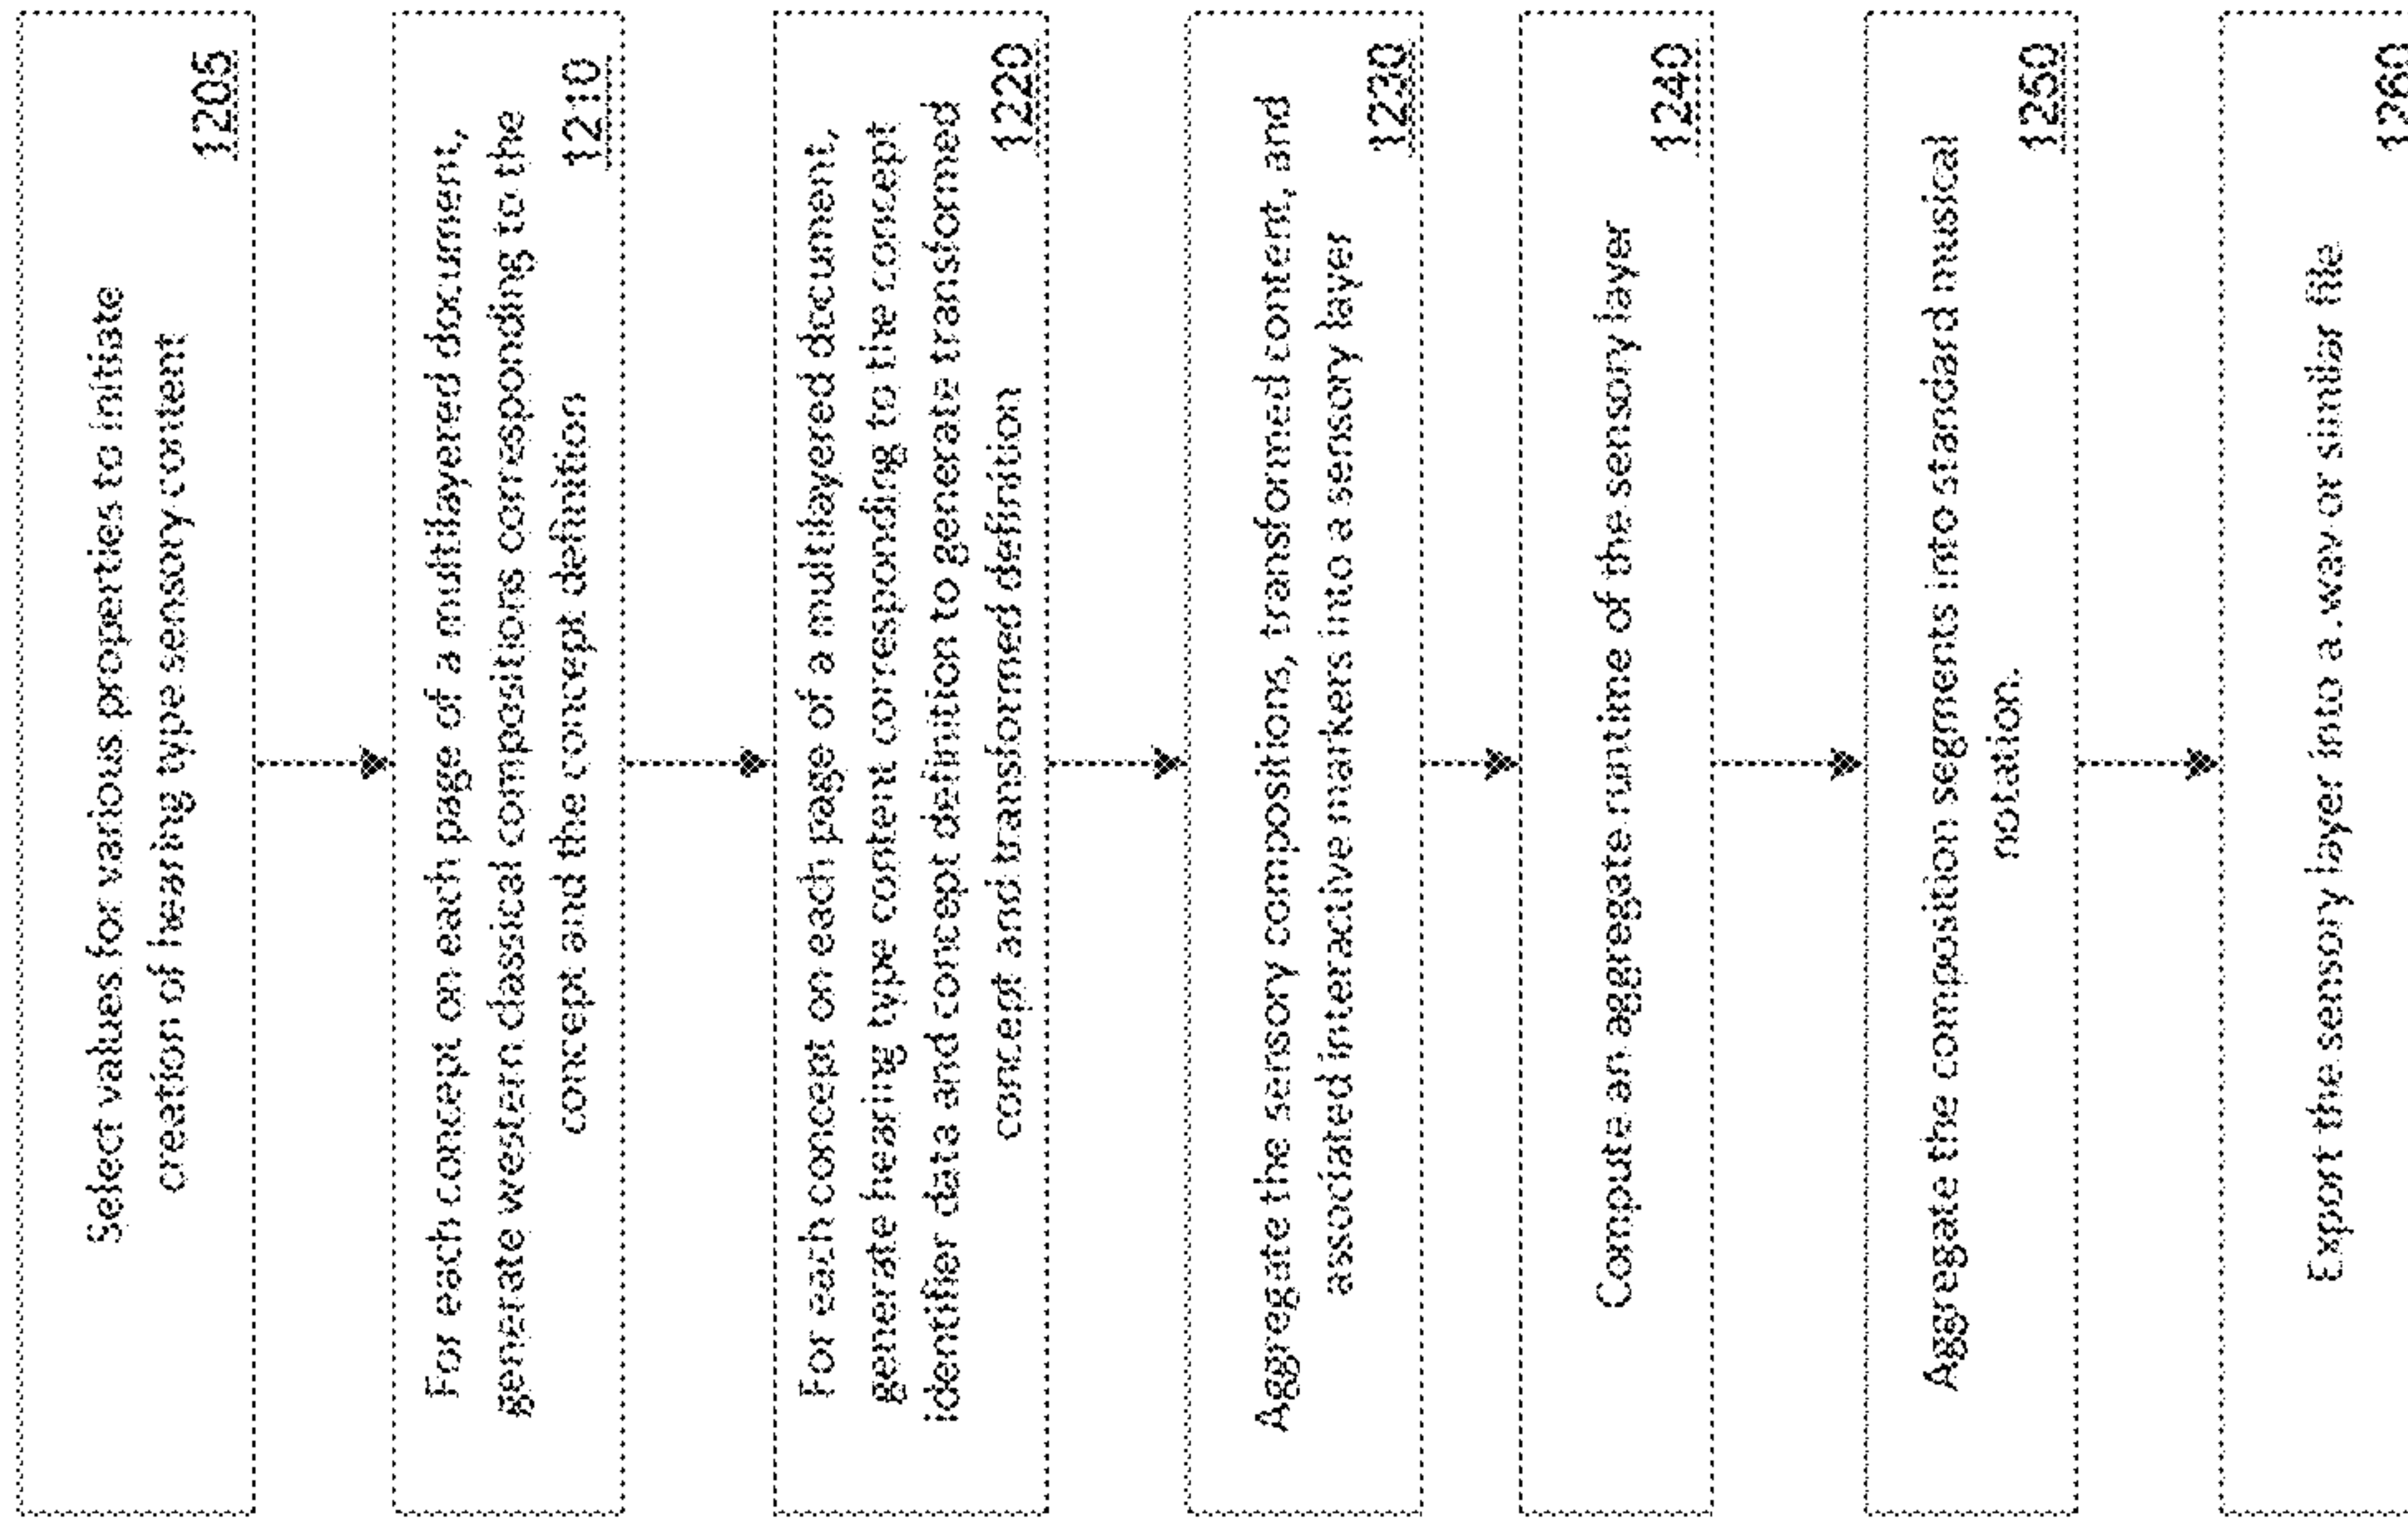 Select values for various properties to initiate
creation of hearing type sensory content
1205
For each concept on each page of a multilayered document,
generate western classical compositions corresponding to the
concept and the concept definition
1210
For each concept on each page of a multilayered document,
generate hearing type content corresponding to the concept
identifier data and concept definition to generate transformed
concept and transformed definition
1220
Aggregate the sensory compositions, transformed content, and
associated interactive markers into a sensory layer
1230
Compute an aggregate runtime of the sensory layer
1240
Aggregate the composition segments into standard musical
notation.
1250
Export the sensory layer into a .wav or similar file
1260